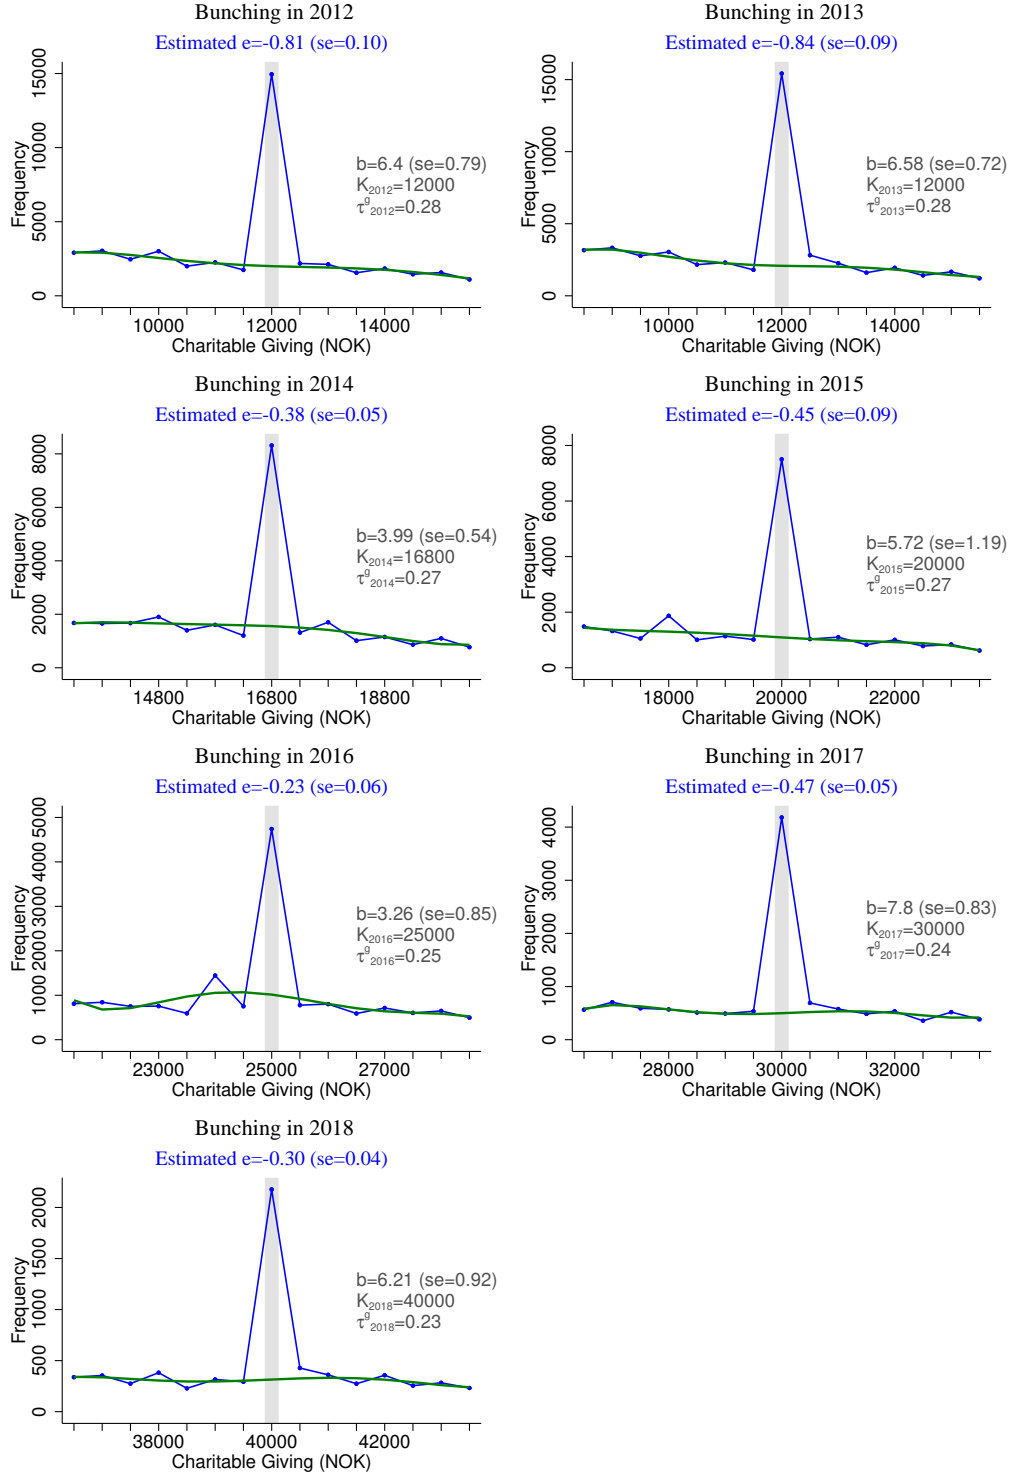 Bunching in 2012
Estimated e=-0.81 (se=0.10)
Frequency
0
5000
10000
15000
b=6.4 (se=0.79)
K2012=12000
τg2012=0.28
10000
12000
14000
Charitable Giving (NOK)
Bunching in 2013
Estimated e=-0.84 (se=0.09)
Frequency
0
5000
10000
15000
b=6.58 (se=0.72)
K2013=12000
τg2013=0.28
10000
12000
14000
Charitable Giving (NOK)
Bunching in 2014
Estimated e=-0.38 (se=0.05)
Frequency
0
2000
4000
6000
8000
b=3.99 (se=0.54)
K2014=16800
τg2014=0.27
14800
16800
18800
Charitable Giving (NOK)
Bunching in 2015
Estimated e=-0.45 (se=0.09)
Frequency
0
2000
4000
6000
8000
b=5.72 (se=1.19)
K2015=20000
τg2015=0.27
18000
20000
22000
Charitable Giving (NOK)
Bunching in 2016
Estimated e=-0.23 (se=0.06)
Frequency
0
1000
2000
3000
4000
5000
b=3.26 (se=0.85)
K2016=25000
τg2016=0.25
23000
25000
27000
Charitable Giving (NOK)
Bunching in 2017
Estimated e=-0.47 (se=0.05)
Frequency
0
1000
2000
3000
4000
b=7.8 (se=0.83)
K2017=30000
τg2017=0.24
28000
30000
32000
Charitable Giving (NOK)
Bunching in 2018
Estimated e=-0.30 (se=0.04)
Frequency
0
500
1000
1500
2000
b=6.21 (se=0.92)
K2018=40000
τg2018=0.23
38000
40000
42000
Charitable Giving (NOK)